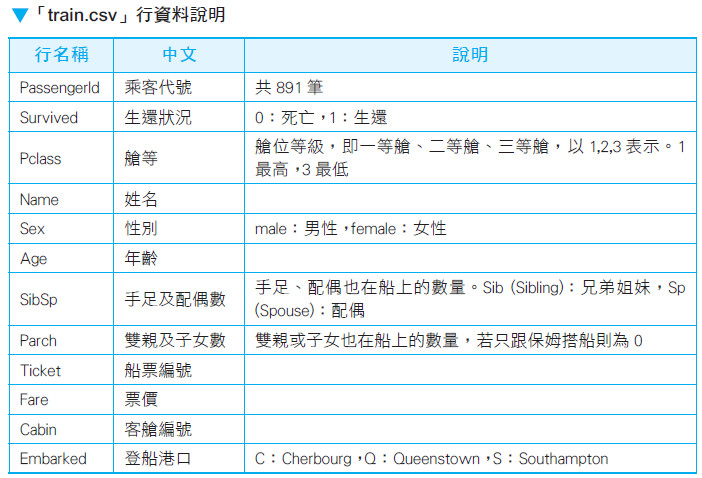 ▼「train.csv」行資料說明
行名稱 中文 說明
PassengerId 乘客代號 共 891 筆
Survived 生還狀況 0：死亡，1：生還
Pclass 艙等 艙位等級，即一等艙、二等艙、三等艙，以 1,2,3 表示。1
最高，3 最低
Name 姓名
Sex 性別 male：男性，female：女性
Age 年齡
SibSp 手足及配偶數 手足、配偶也在船上的數量。Sib (Sibling)：兄弟姐妹，Sp
(Spouse)：配偶
Parch 雙親及子女數 雙親或子女也在船上的數量，若只跟保姆搭船則為 0
Ticket 船票編號
Fare 票價
Cabin 客艙編號
Embarked 登船港口 C：Cherbourg，Q：Queenstown，S：Southampton